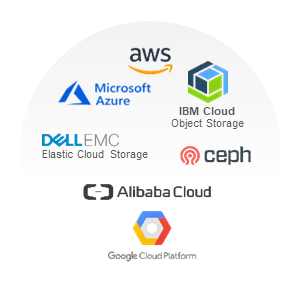 aws
Microsoft
Azure
IBM Cloud
Object Storage
DELLEMC
Elastic Cloud Storage
ceph
Alibaba Cloud
Google Cloud Platform